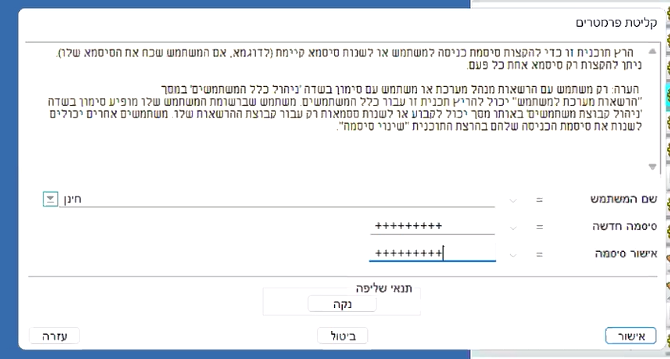 קליטת פרמטרים
הרץ תוכנית זו כדי להקצות סיסמת כניסה למשתמש או לשנות סיסמא קיימת (לדוגמא, אם המשתמש שכח את הסיסמא שלו).
ניתן להקצות רק סיסמא אחת כל פעם.
הערה: רק משתמש עם הרשאות מנהל מערכת או משתמש עם סימון בשדה 'ניהול כלל המשתמשים' במסך
"הרשאות מערכת למשתמש" יכול להריץ תכנית זו עבור כלל המשתמשים. משתמש שברשומת המשתמש שלו מופיע סימון בשדה
'ניהול קבוצת משתמשים' באותו מסך יכול לקבוע או לשנות סממאות רק עבור קבוצת ההרשאות שלו. משתמשים אחרים יכולים
לשנות את סיסמת הכניסה שלהם בהרצת התוכנית "שינוי סיסמה".
שם המשתמש = חינן
סיסמה חדשה = +++++++++
אישור סיסמה = +++++++++
תנאי שליפה
נקה
אישור ביטול עזרה